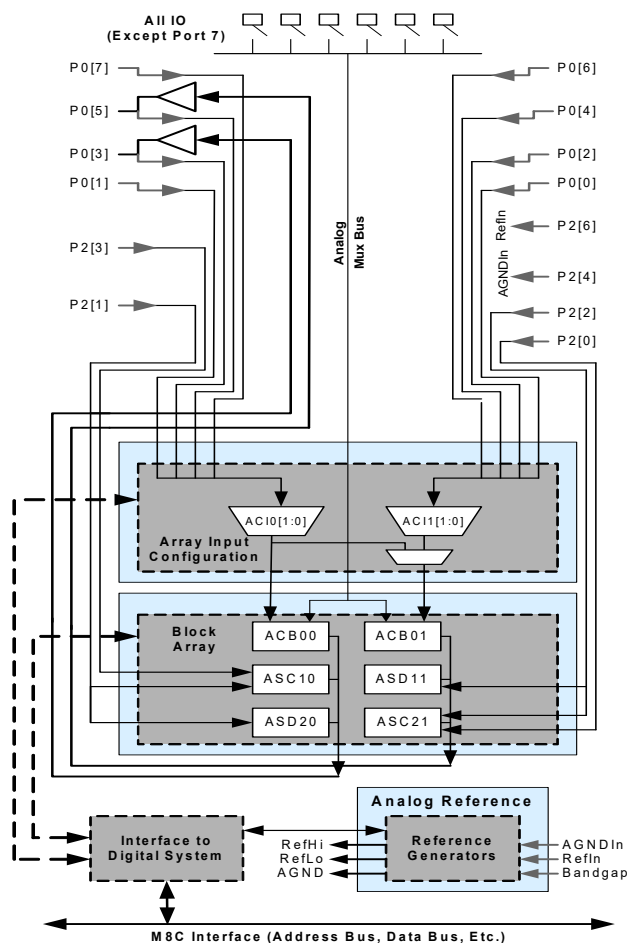 All IO
(Except Port 7)
P0[7]
P0[6]
P0[5]
P0[4]
P0[3]
P0[2]
P0[1]
P0[0]
P2[3]
P2[6]
P2[1]
P2[4]
P2[2]
P2[0]
AGNDIn RefIn
Analog
Mux Bus
ACI0[1:0]
ACI1[1:0]
Array Input
Configuration
Block
Array
ACB00
ACB01
ASC10
ASD11
ASD20
ASC21
Analog Reference
Interface to
Digital System
RefHi
RefLo
AGND
Reference
Generators
AGNDIn
RefIn
Bandgap
M8C Interface (Address Bus, Data Bus, Etc.)